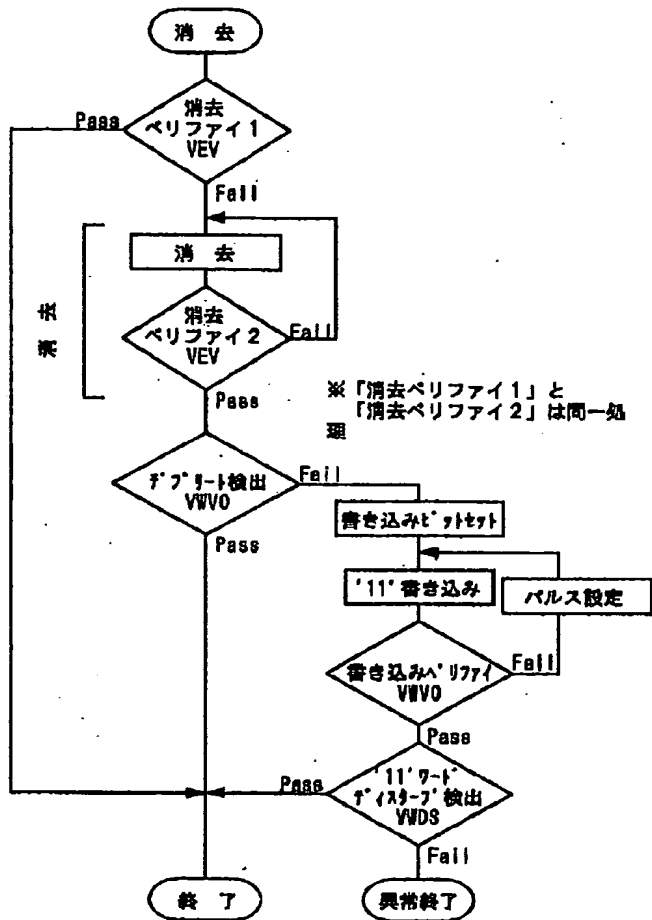 消 去
消去
ベリファイ1
VEV
Pass
Fail
消 去
消去
消去
ベリファイ2
VEV
Fail
Pass
※「消去ベリファイ1」と
「消去ベリファイ2」は同一処
理
デプリート検出
VWV0
Fail
Pass
書き込みビットセット
'11'書き込み
パルス設定
書き込みベリファイ
VWV0
Fail
Pass
'11'ワード
ディスターブ検出
VWDS
Pass
Fail
終 了
異常終了